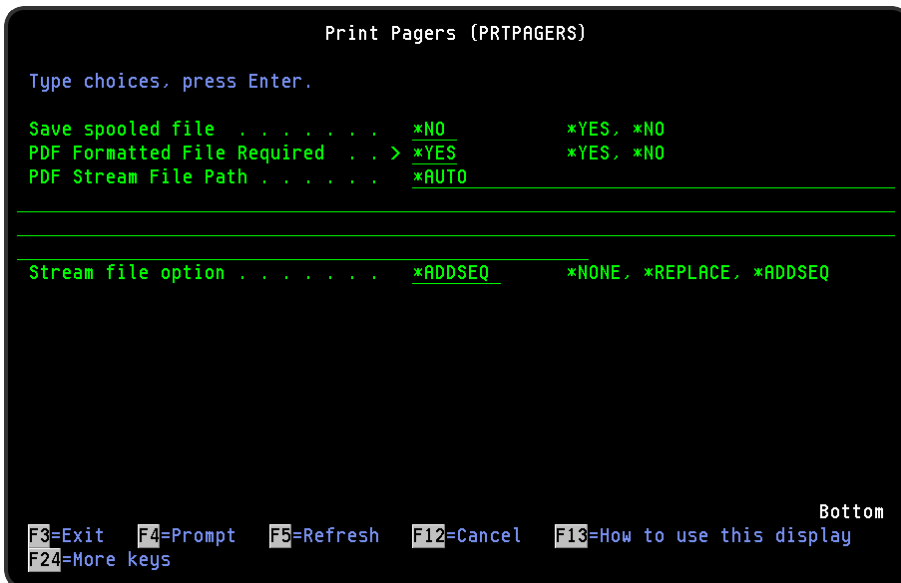 Print Pagers (PRTPAGERS)
Type choices, press Enter.
Save spooled file . . . . . . . *NO *YES, *NO
PDF Formatted File Required . . > *YES *YES, *NO
PDF Stream File Path . . . . . . *AUTO
Stream file option . . . . . . . *ADDSEQ *NONE, *REPLACE, *ADDSEQ
Bottom
F3=Exit F4=Prompt F5=Refresh F12=Cancel F13=How to use this display
F24=More keys